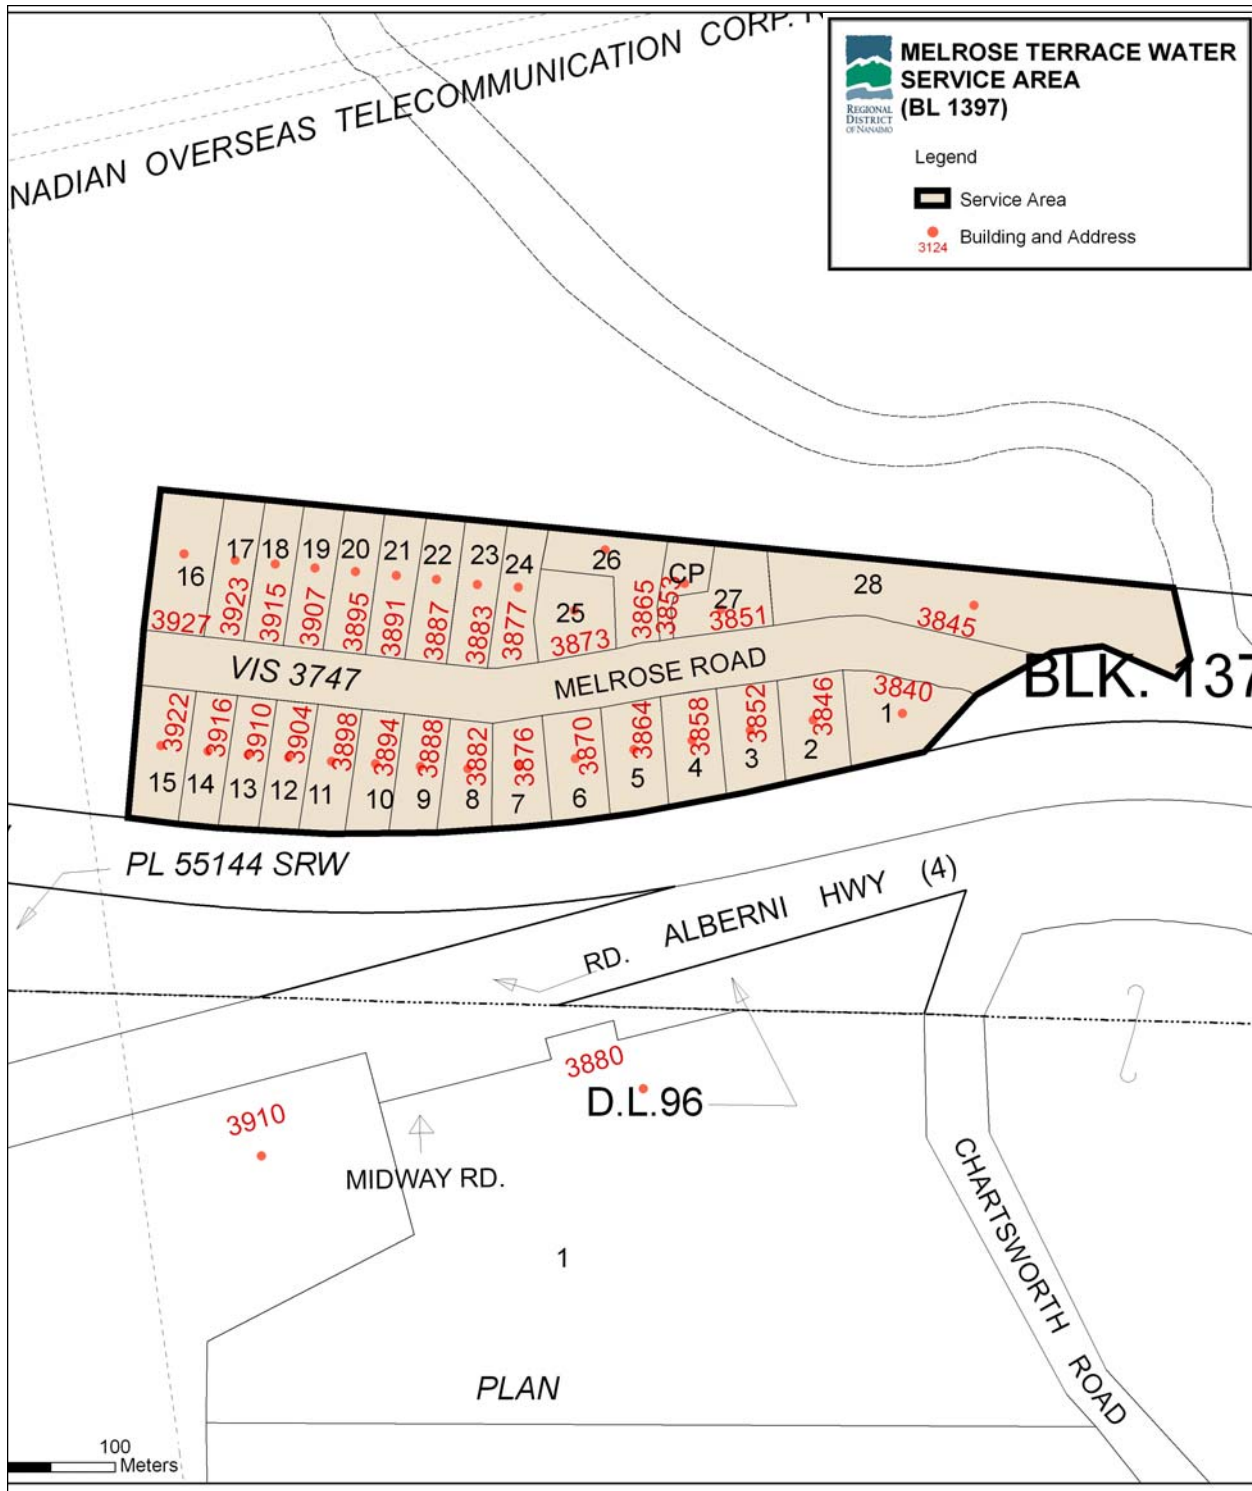 NADIAN OVERSEAS TELECOMMUNICATION CORP.
MELROSE TERRACE WATER
SERVICE AREA
(BL 1397)
REGIONAL
DISTRICT
OF NANAIMO
Legend
Service Area
3124 Building and Address
16 17 18 19 20 21 22 23 24 25 26 CP 27 28
3927 3923 3915 3907 3895 3891 3887 3883 3877 3873 3865 3853 3851 3845
VIS 3747
MELROSE ROAD
BLK. 137
3922 3916 3910 3904 3898 3894 3888 3882 3876 3870 3864 3858 3852 3846 3840
15 14 13 12 11 10 9 8 7 6 5 4 3 2 1
PL 55144 SRW
RD. ALBERNI HWY (4)
3880
D.L.96
3910
MIDWAY RD.
1
CHARTSWORTH ROAD
PLAN
100
Meters